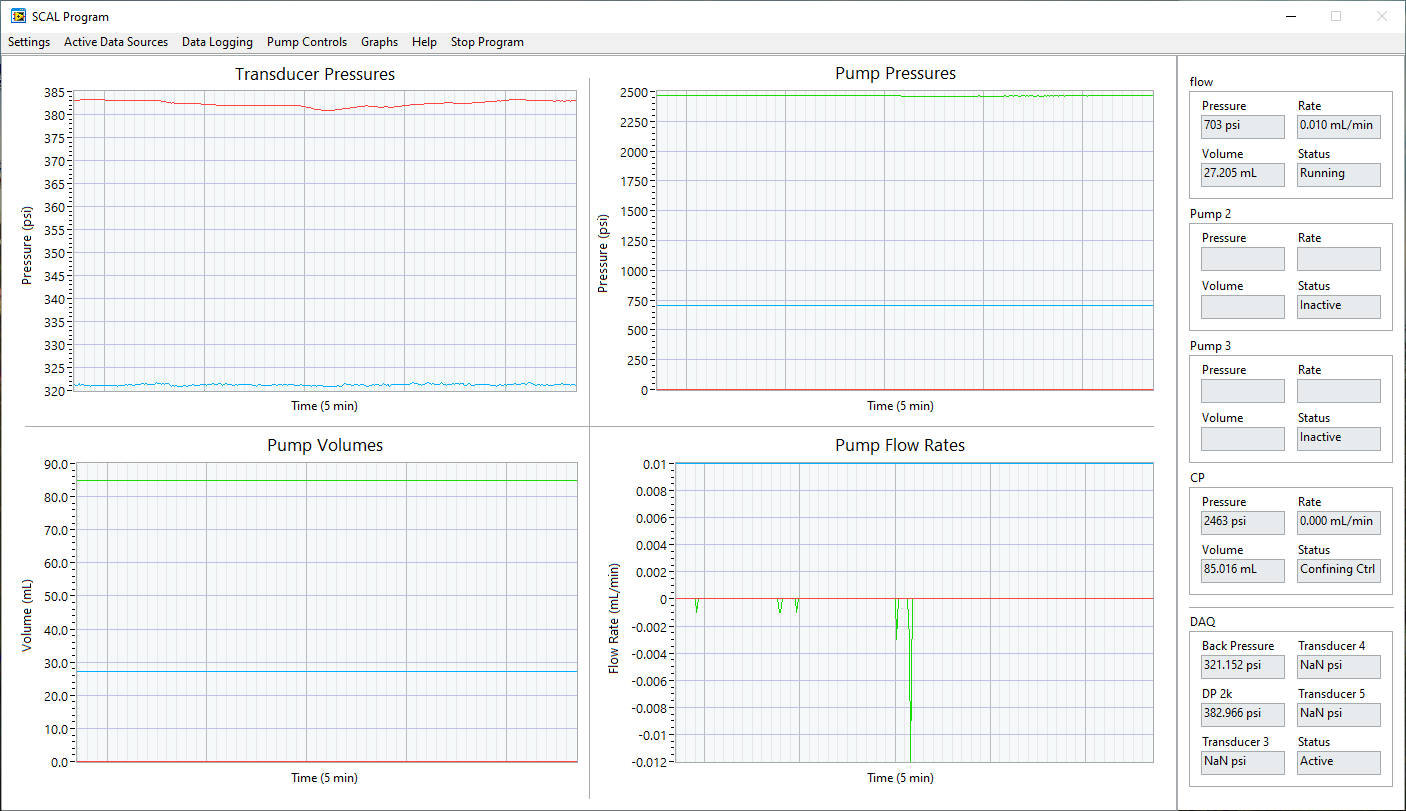 SCAL Program
Settings Active Data Sources Data Logging Pump Controls Graphs Help Stop Program
Transducer Pressures
385
380
375
370
365
360
355
350
345
340
335
330
325
320
Pressure (psi)
Time (5 min)
Pump Pressures
2500
2250
2000
1750
1500
1250
1000
750
500
250
0
Pressure (psi)
Time (5 min)
Pump Volumes
90.0
80.0
70.0
60.0
50.0
40.0
30.0
20.0
10.0
0.0
Volume (mL)
Time (5 min)
Pump Flow Rates
0.01
0.008
0.006
0.004
0.002
0
-0.002
-0.004
-0.006
-0.008
-0.01
-0.012
Flow Rate (mL/min)
Time (5 min)
flow
Pressure Rate
703 psi 0.010 mL/min
Volume Status
27.205 mL Running
Pump 2
Pressure Rate
Volume Status
Inactive
Pump 3
Pressure Rate
Volume Status
Inactive
CP
Pressure Rate
2463 psi 0.000 mL/min
Volume Status
85.016 mL Confining Ctrl
DAQ
Back Pressure Transducer 4
321.152 psi NaN psi
DP 2k Transducer 5
382.966 psi NaN psi
Transducer 3 Status
NaN psi Active